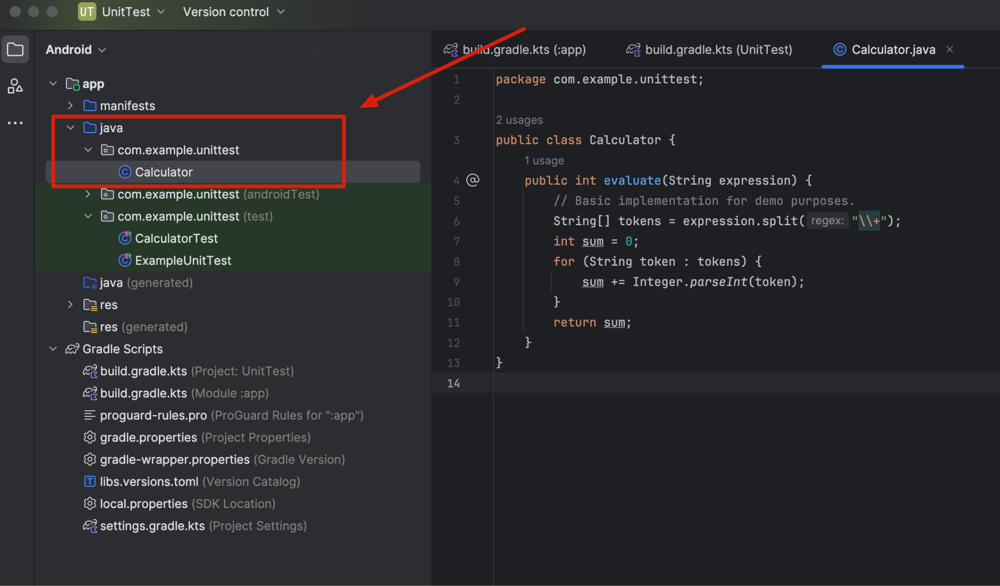 UT UnitTest Version control
Android
app
manifests
java
com.example.unittest
Calculator
com.example.unittest (androidTest)
com.example.unittest (test)
CalculatorTest
ExampleUnitTest
java (generated)
res
res (generated)
Gradle Scripts
build.gradle.kts (Project: UnitTest)
build.gradle.kts (Module :app)
proguard-rules.pro (ProGuard Rules for ":app")
gradle.properties (Project Properties)
gradle-wrapper.properties (Gradle Version)
libs.versions.toml (Version Catalog)
local.properties (SDK Location)
settings.gradle.kts (Project Settings)
build.gradle.kts (:app) build.gradle.kts (UnitTest) Calculator.java
1 package com.example.unittest;
2
2 usages
3 public class Calculator {
1 usage
4 @ public int evaluate(String expression) {
5 // Basic implementation for demo purposes.
6 String[] tokens = expression.split( regex: "\\+");
7 int sum = 0;
8 for (String token : tokens) {
9 sum += Integer.parseInt(token);
10 }
11 return sum;
12 }
13 }
14